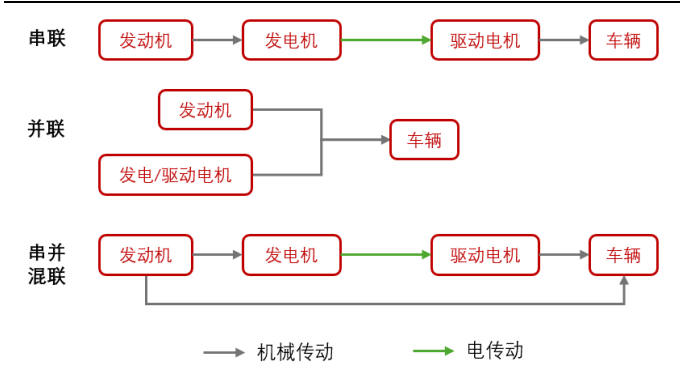 串联
发动机
发电机
驱动电机
车辆
并联
发动机
发电/驱动电机
车辆
串并
混联
发动机
发电机
驱动电机
车辆
机械传动
电传动